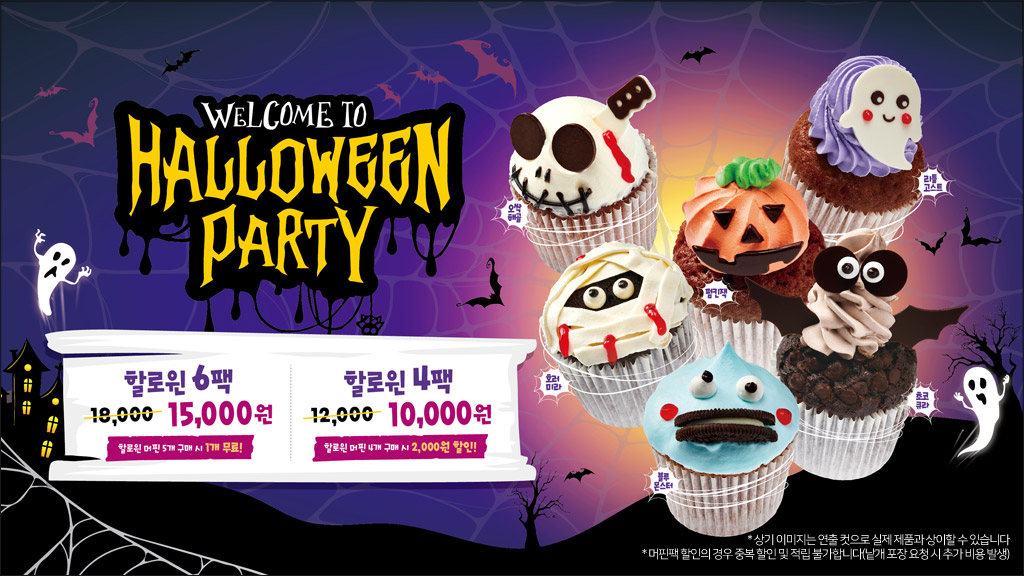 WELCOME TO
HALLOWEEN
PARTY
할로윈 6팩
18,000 15,000원
할로윈 머핀 5개 구매 시 1개 무료!
할로윈 4팩
12,000 10,000원
할로윈 머핀 4개 구매 시 2,000원 할인!
오싹
해골
리틀
고스트
펌킨잭
호러
미라
쵸코
큐라
블루
몬스터
* 상기 이미지는 연출 컷으로 실제 제품과 상이할 수 있습니다
* 머핀팩 할인의 경우 중복 할인 및 적립 불가합니다(낱개 포장 요청 시 추가 비용 발생)